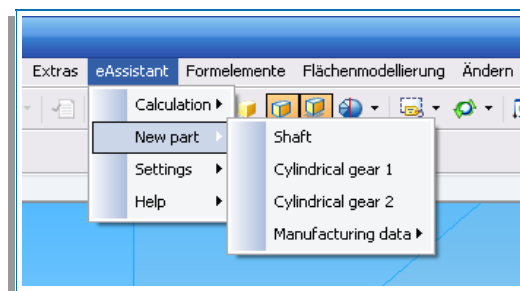 Extras eAssistant Formelemente Flächenmodellierung Ändern
Calculation
New part
Shaft
Settings
Cylindrical gear 1
Help
Cylindrical gear 2
Manufacturing data